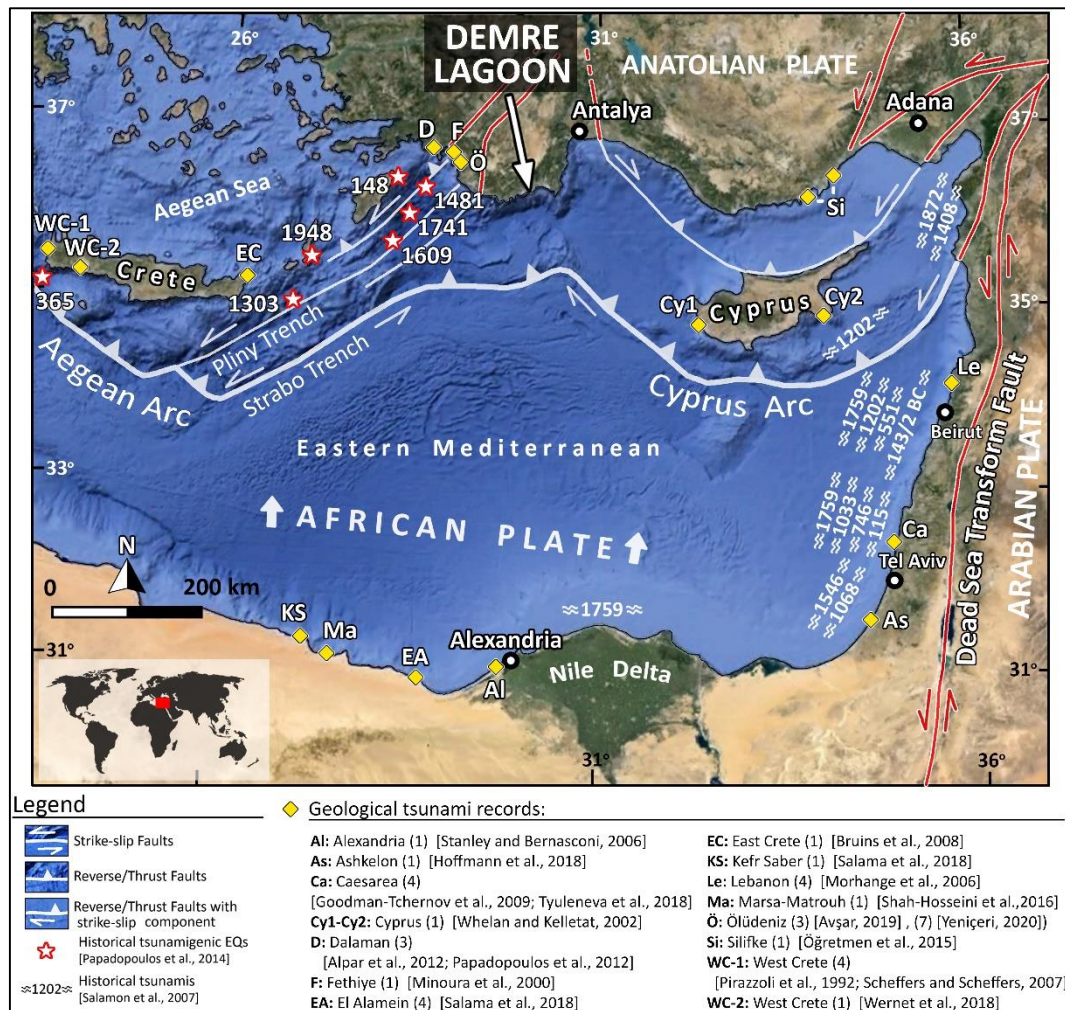 26°
31°
36°
DEMRE
LAGOON
ANATOLIAN PLATE
37°
37°
Antalya
Adana
D
F
Ö
148
1481
1741
1609
1948
1303
365
Aegean Sea
WC-1
WC-2
Crete
EC
Si
≈1872≈
≈1408≈
35°
Cy1
Cyprus
Cy2
≈1202≈
Pliny Trench
Strabo Trench
Aegean Arc
Cyprus Arc
Le
Beirut
≈1759≈
≈1202≈
≈551≈
≈143/2 BC≈
Eastern Mediterranean
33°
AFRICAN PLATE
≈1759≈
≈1033≈
≈746≈
≈115≈
Ca
Tel Aviv
≈1546≈
≈1068≈
As
Dead Sea Transform Fault
ARABIAN PLATE
N
0
200 km
KS
Ma
EA
Al
Alexandria
≈1759≈
Nile Delta
31°
31°
31°
36°
Legend
Strike-slip Faults
Reverse/Thrust Faults
Reverse/Thrust Faults with
strike-slip component
Historical tsunamigenic EQs
[Papadopoulos et al., 2014]
≈1202≈
Historical tsunamis
[Salamon et al., 2007]
Geological tsunami records:
Al: Alexandria (1) [Stanley and Bernasconi, 2006]
As: Ashkelon (1) [Hoffmann et al., 2018]
Ca: Caesarea (4)
[Goodman-Tchernov et al., 2009; Tyuleneva et al., 2018]
Cy1-Cy2: Cyprus (1) [Whelan and Kelletat, 2002]
D: Dalaman (3)
[Alpar et al., 2012; Papadopoulos et al., 2012]
F: Fethiye (1) [Minoura et al., 2000]
EA: El Alamein (4) [Salama et al., 2018]
EC: East Crete (1) [Bruins et al., 2008]
KS: Kefr Saber (1) [Salama et al., 2018]
Le: Lebanon (4) [Morhange et al., 2006]
Ma: Marsa-Matrouh (1) [Shah-Hosseini et al.,2016]
Ö: Ölüdeniz (3) [Avşar, 2019] , (7) [Yeniçeri, 2020])
Si: Silifke (1) [Öğretmen et al., 2015]
WC-1: West Crete (4)
[Pirazzoli et al., 1992; Scheffers and Scheffers, 2007]
WC-2: West Crete (1) [Wernet et al., 2018]